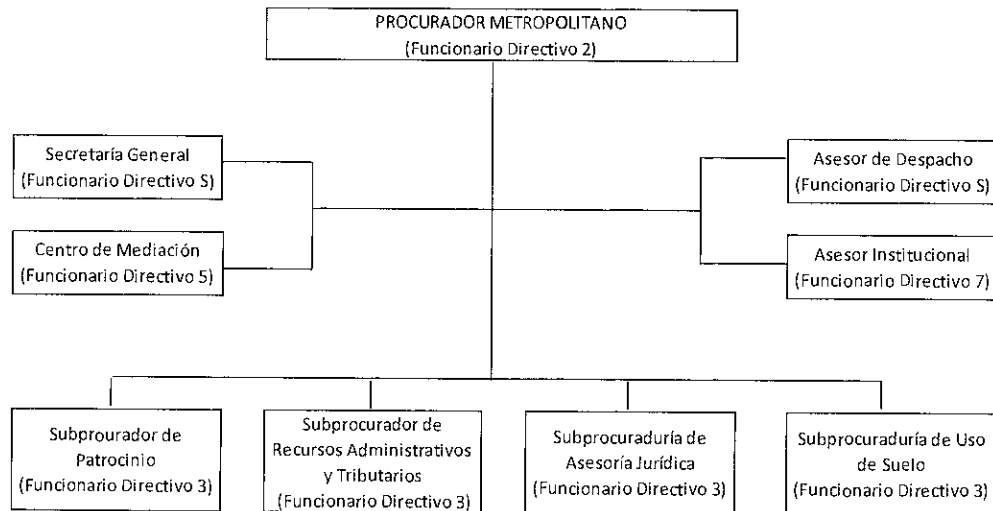 PROCURADOR METROPOLITANO
(Funcionario Directivo 2)
Secretaría General
(Funcionario Directivo S)
Asesor de Despacho
(Funcionario Directivo S)
Centro de Mediación
(Funcionario Directivo 5)
Asesor Institucional
(Funcionario Directivo 7)
Subprourador de
Patrocinio
(Funcionario Directivo 3)
Subprocurador de
Recursos Administrativos
y Tributarios
(Funcionario Directivo 3)
Subprocuraduría de
Asesoría Jurídica
(Funcionario Directivo 3)
Subprocuraduría de Uso
de Suelo
(Funcionario Directivo 3)